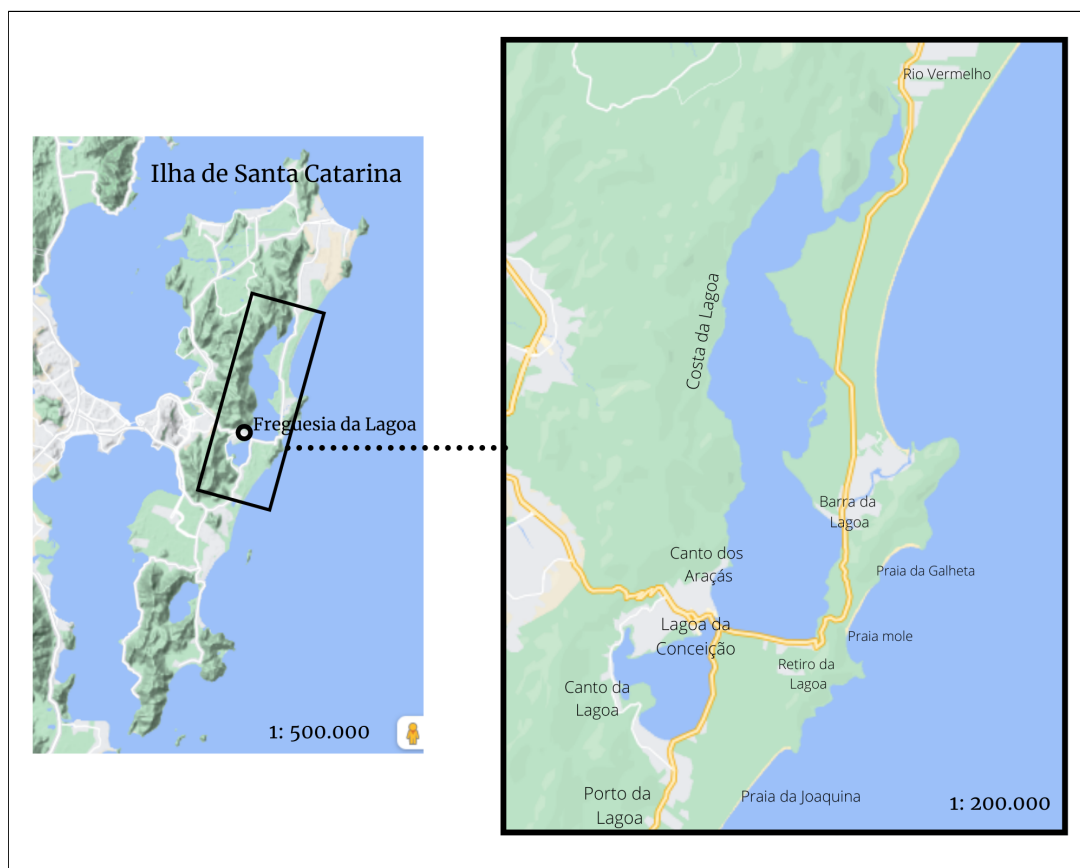 Ilha de Santa Catarina
Freguesia da Lagoa
1: 500.000
Rio Vermelho
Costa da Lagoa
Barra da
Lagoa
Canto dos
Araçás
Praia da Galheta
Lagoa da
Conceição
Praia mole
Retiro da
Lagoa
Canto da
Lagoa
Porto da
Lagoa
Praia da Joaquina
1: 200.000